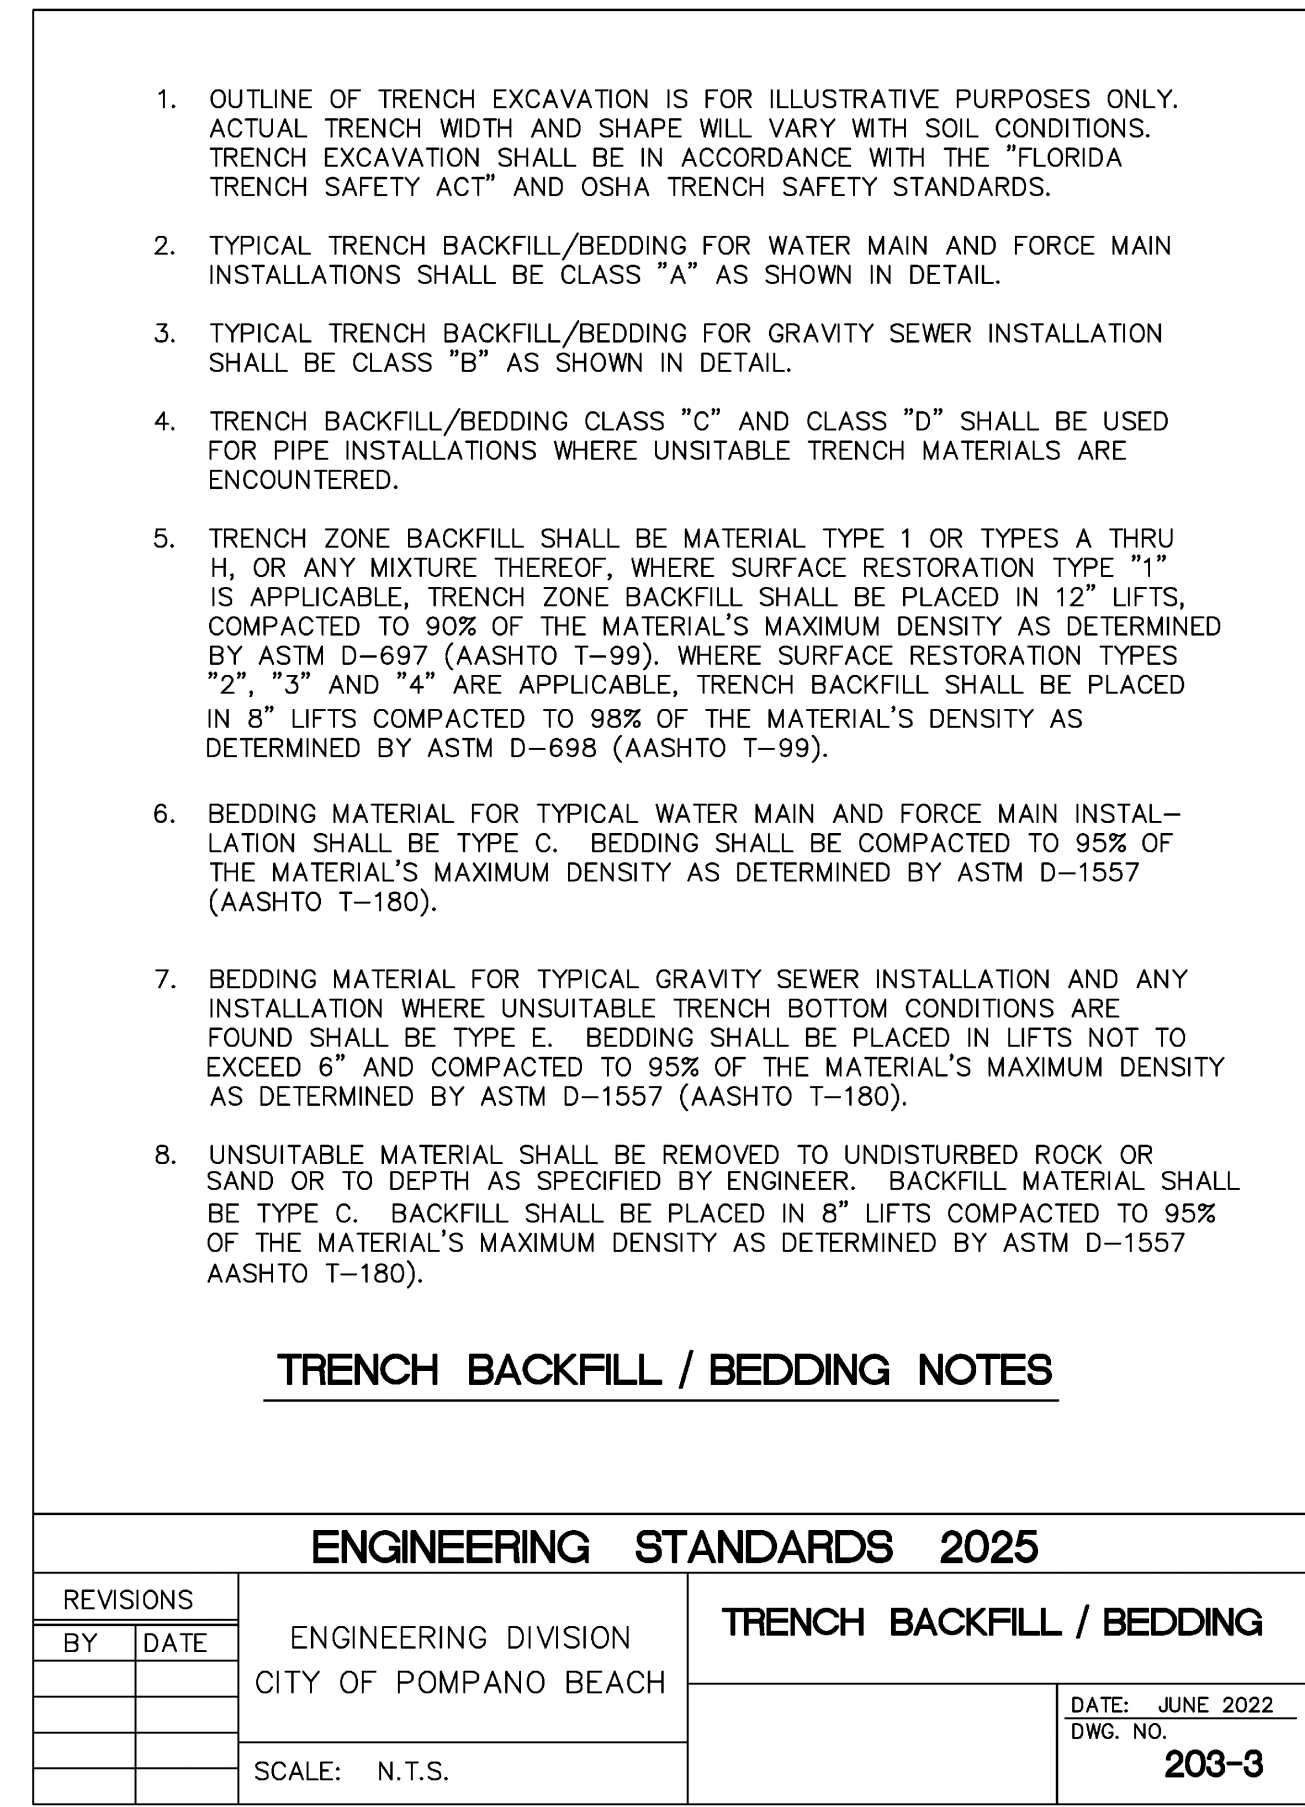 1. OUTLINE OF TRENCH EXCAVATION IS FOR ILLUSTRATIVE PURPOSES ONLY.
ACTUAL TRENCH WIDTH AND SHAPE WILL VARY WITH SOIL CONDITIONS.
TRENCH EXCAVATION SHALL BE IN ACCORDANCE WITH THE "FLORIDA
TRENCH SAFETY ACT" AND OSHA TRENCH SAFETY STANDARDS.
2. TYPICAL TRENCH BACKFILL/BEDDING FOR WATER MAIN AND FORCE MAIN
INSTALLATIONS SHALL BE CLASS "A" AS SHOWN IN DETAIL.
3. TYPICAL TRENCH BACKFILL/BEDDING FOR GRAVITY SEWER INSTALLATION
SHALL BE CLASS "B" AS SHOWN IN DETAIL.
4. TRENCH BACKFILL/BEDDING CLASS "C" AND CLASS "D" SHALL BE USED
FOR PIPE INSTALLATIONS WHERE UNSITABLE TRENCH MATERIALS ARE
ENCOUNTERED.
5. TRENCH ZONE BACKFILL SHALL BE MATERIAL TYPE 1 OR TYPES A THRU
H, OR ANY MIXTURE THEREOF, WHERE SURFACE RESTORATION TYPE "1"
IS APPLICABLE, TRENCH ZONE BACKFILL SHALL BE PLACED IN 12" LIFTS,
COMPACTED TO 90% OF THE MATERIAL'S MAXIMUM DENSITY AS DETERMINED
BY ASTM D-697 (AASHTO T-99). WHERE SURFACE RESTORATION TYPES
"2", "3" AND "4" ARE APPLICABLE, TRENCH BACKFILL SHALL BE PLACED
IN 8" LIFTS COMPACTED TO 98% OF THE MATERIAL'S DENSITY AS
DETERMINED BY ASTM D-698 (AASHTO T-99).
6. BEDDING MATERIAL FOR TYPICAL WATER MAIN AND FORCE MAIN INSTAL-
LATION SHALL BE TYPE C. BEDDING SHALL BE COMPACTED TO 95% OF
THE MATERIAL'S MAXIMUM DENSITY AS DETERMINED BY ASTM D-1557
(AASHTO T-180).
7. BEDDING MATERIAL FOR TYPICAL GRAVITY SEWER INSTALLATION AND ANY
INSTALLATION WHERE UNSUITABLE TRENCH BOTTOM CONDITIONS ARE
FOUND SHALL BE TYPE E. BEDDING SHALL BE PLACED IN LIFTS NOT TO
EXCEED 6" AND COMPACTED TO 95% OF THE MATERIAL'S MAXIMUM DENSITY
AS DETERMINED BY ASTM D-1557 (AASHTO T-180).
8. UNSUITABLE MATERIAL SHALL BE REMOVED TO UNDISTURBED ROCK OR
SAND OR TO DEPTH AS SPECIFIED BY ENGINEER. BACKFILL MATERIAL SHALL
BE TYPE C. BACKFILL SHALL BE PLACED IN 8" LIFTS COMPACTED TO 95%
OF THE MATERIAL'S MAXIMUM DENSITY AS DETERMINED BY ASTM D-1557
AASHTO T-180).
TRENCH BACKFILL / BEDDING NOTES
ENGINEERING STANDARDS 2025
REVISIONS
BY DATE
ENGINEERING DIVISION
CITY OF POMPANO BEACH
SCALE: N.T.S.
TRENCH BACKFILL / BEDDING
DATE: JUNE 2022
DWG. NO.
203-3